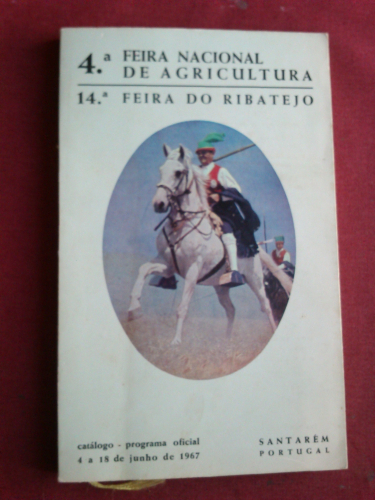 4.ª FEIRA NACIONAL
DE AGRICULTURA
14.ª FEIRA DO RIBATEJO
catálogo - programa oficial
4 a 18 de junho de 1967
SANTARÉM
PORTUGAL